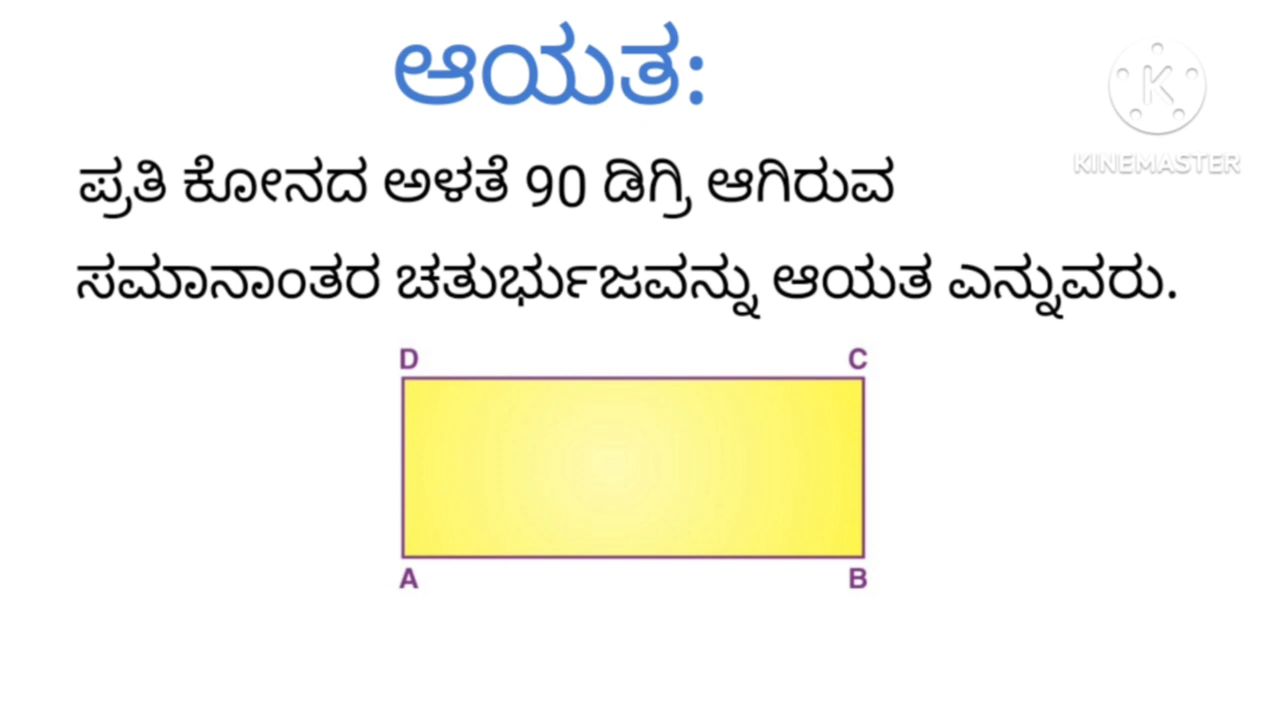 ಆಯತ:
KINEMASTER
ಪ್ರತಿ ಕೋನದ ಅಳತೆ 90 ಡಿಗ್ರಿ ಆಗಿರುವ
ಸಮಾನಾಂತರ ಚತುರ್ಭುಜವನ್ನು ಆಯತ ಎನ್ನುವರು.
D C
A B